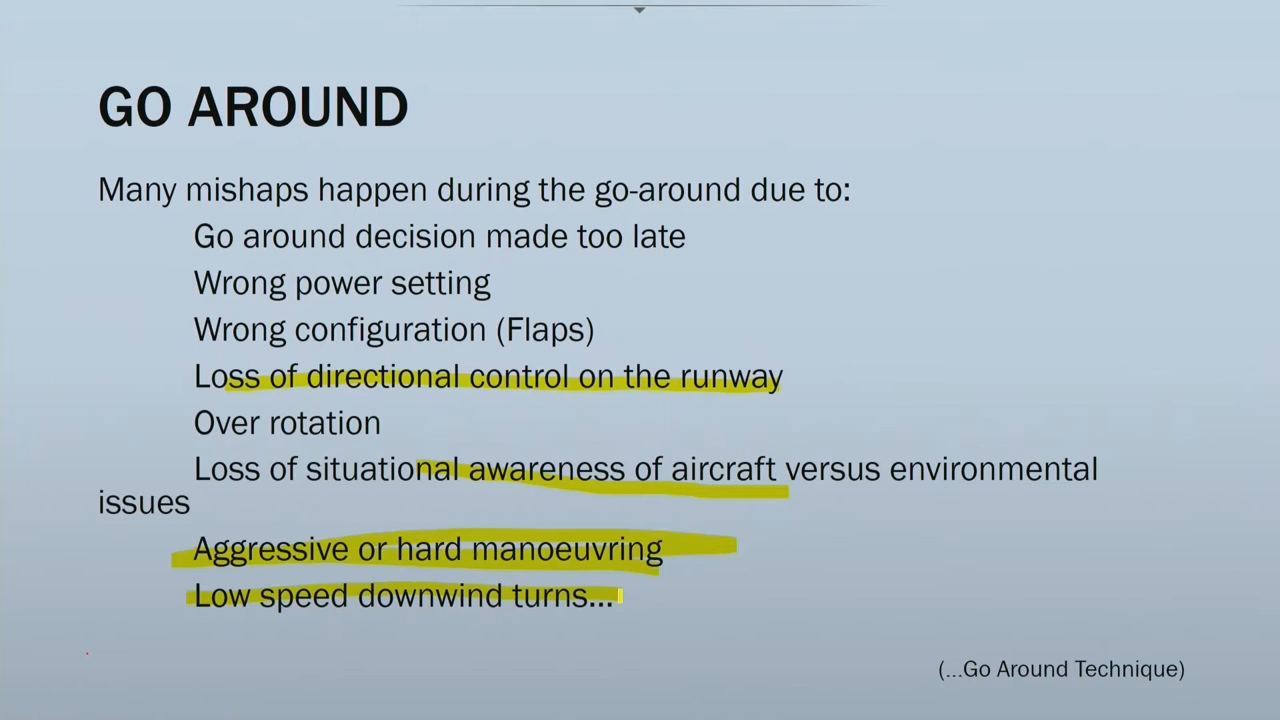 GO AROUND
Many mishaps happen during the go-around due to:
Go around decision made too late
Wrong power setting
Wrong configuration (Flaps)
Loss of directional control on the runway
Over rotation
Loss of situational awareness of aircraft versus environmental
issues
Aggressive or hard manoeuvring
Low speed downwind turns...
(...Go Around Technique)